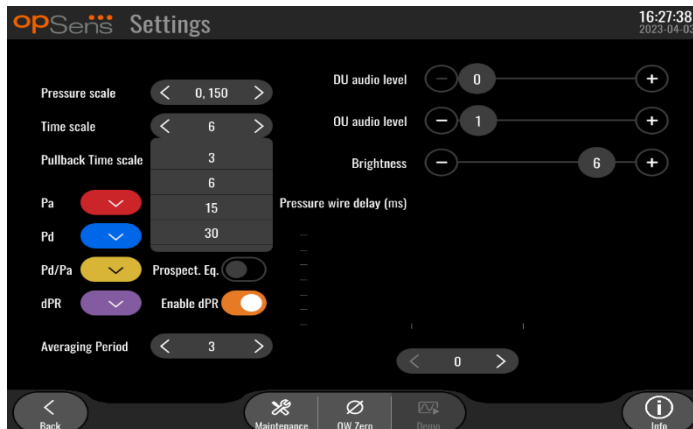 opSens Settings
16:27:38
2023-04-03
Pressure scale
0, 150
Time scale
6
Pullback Time scale
3
6
15
30
Pa
Pd
Pd/Pa
Prospect. Eq.
dPR
Enable dPR
Averaging Period
3
DU audio level
0
OU audio level
1
Brightness
6
Pressure wire delay (ms)
0
Back
Maintenance
OW Zero
Demo
Info